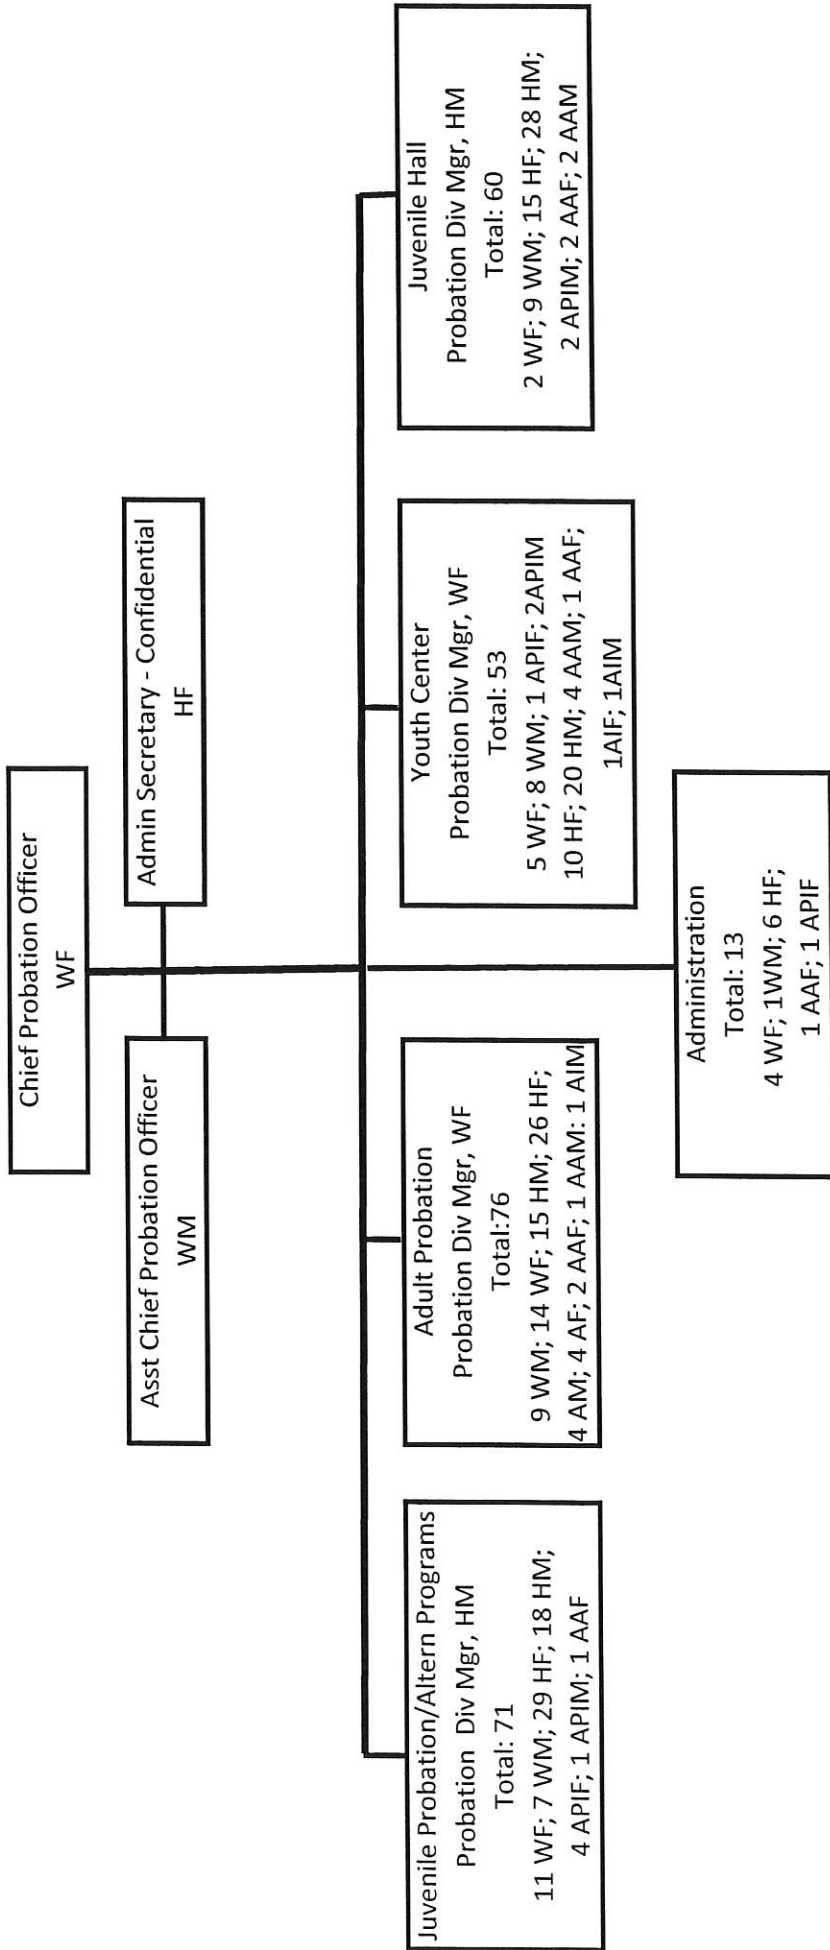 Chief Probation Officer
WF
Asst Chief Probation Officer
WM
Admin Secretary - Confidential
HF
Juvenile Probation/Altern Programs
Probation Div Mgr, HM
Total: 71
11 WF; 7 WM; 29 HF; 18 HM;
4 APIF; 1 APIM; 1 AAF
Adult Probation
Probation Div Mgr, WF
Total:76
9 WM; 14 WF; 15 HM; 26 HF;
4 AM; 4 AF; 2 AAF; 1 AAM: 1 AIM
Youth Center
Probation Div Mgr, WF
Total: 53
5 WF; 8 WM; 1 APIF; 2APIM
10 HF; 20 HM; 4 AAM; 1 AAF;
1AIF; 1AIM
Juvenile Hall
Probation Div Mgr, HM
Total: 60
2 WF; 9 WM; 15 HF; 28 HM;
2 APIM; 2 AAF; 2 AAM
Administration
Total: 13
4 WF; 1WM; 6 HF;
1 AAF; 1 APIF